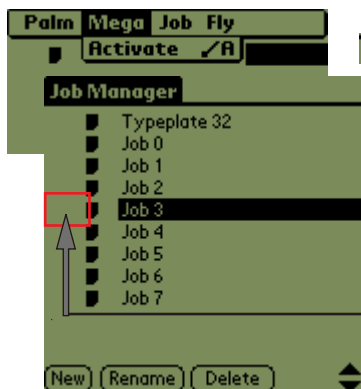 Palm Mega Job Fly
Activate ⁄A
Job Manager
Typeplate 32
Job 0
Job 1
Job 2
Job 3
Job 4
Job 5
Job 6
Job 7
New Rename Delete